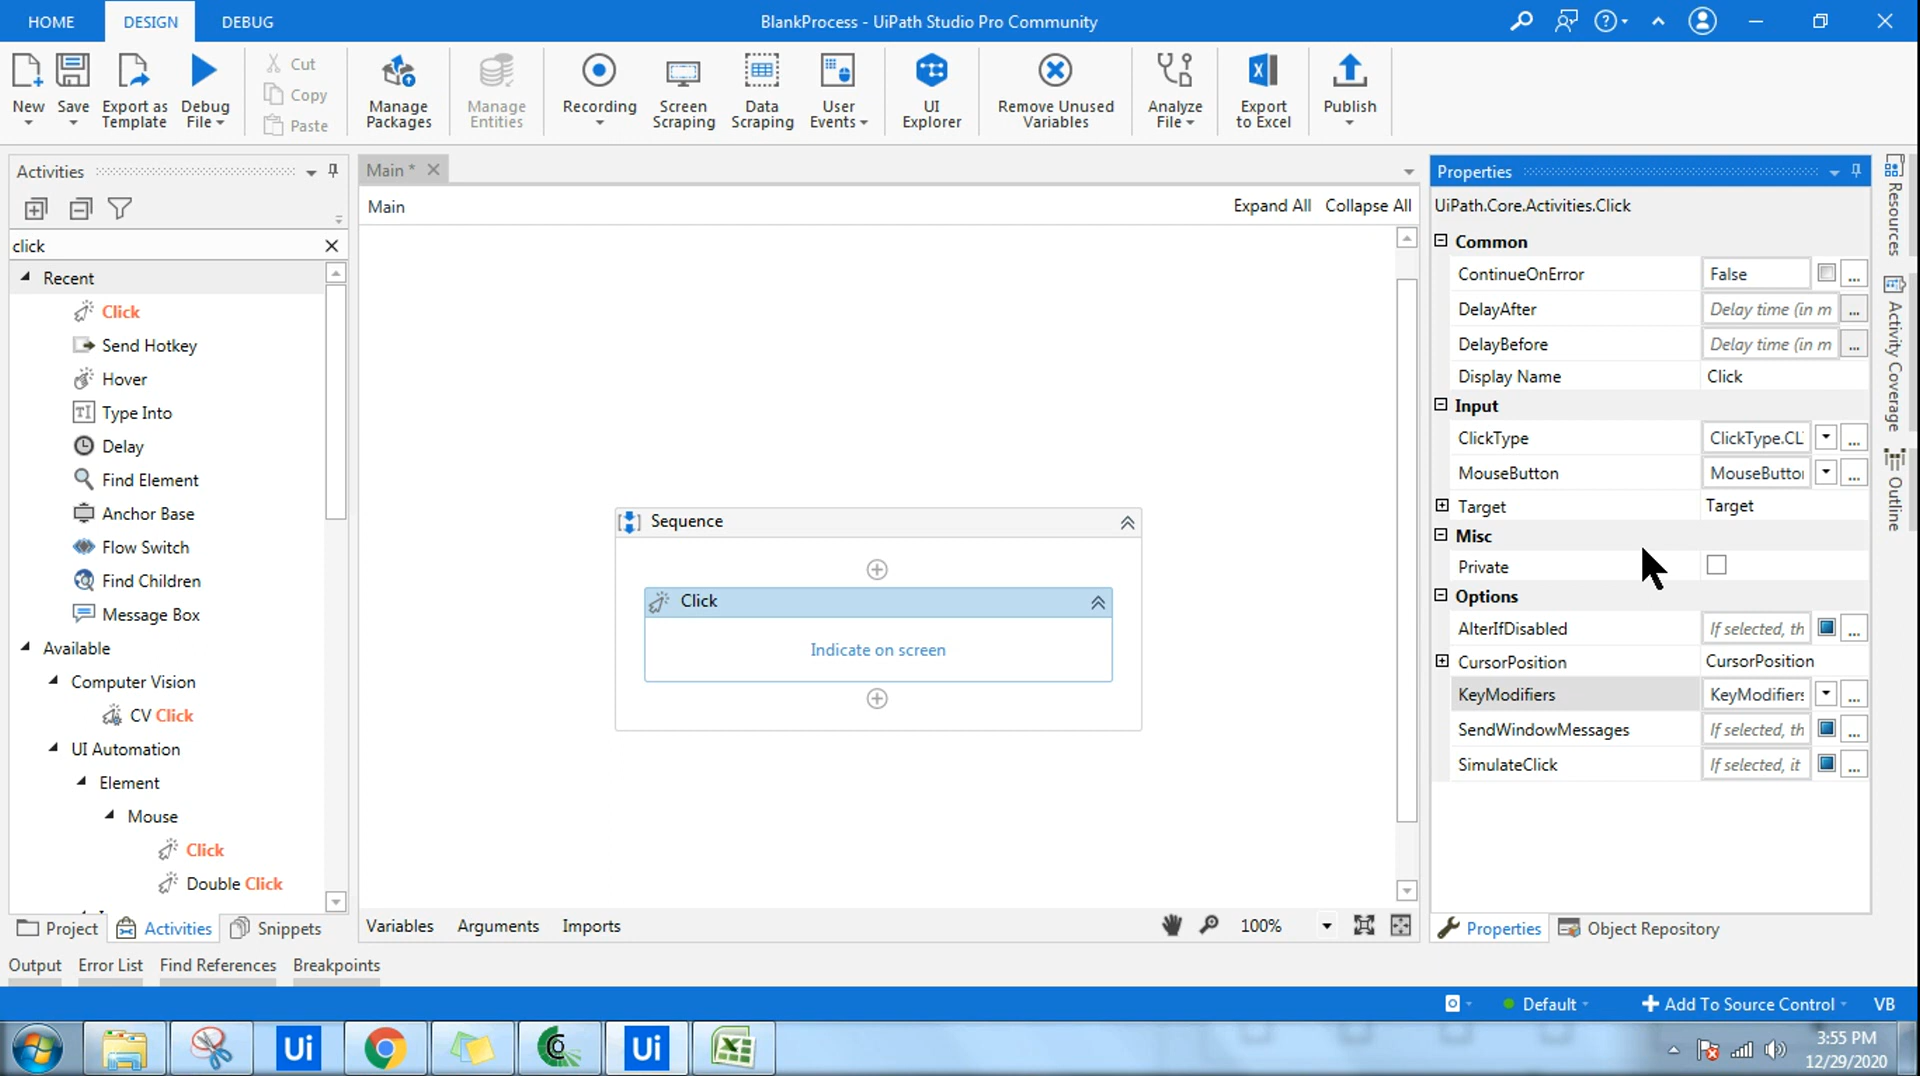 HOME DESIGN DEBUG BlankProcess - UiPath Studio Pro Community
New Save Export as Template Debug File Cut Copy Paste Manage Packages Manage Entities Recording Screen Scraping Data Scraping User Events UI Explorer Remove Unused Variables Analyze File Export to Excel Publish
Activities
click
Recent
Click
Send Hotkey
Hover
Type Into
Delay
Find Element
Anchor Base
Flow Switch
Find Children
Message Box
Available
Computer Vision
CV Click
UI Automation
Element
Mouse
Click
Double Click
Project Activities Snippets
Main *
Main Expand All Collapse All
Sequence
Click
Indicate on screen
Variables Arguments Imports 100%
Properties
UiPath.Core.Activities.Click
Common
ContinueOnError False ...
DelayAfter Delay time (in m ...
DelayBefore Delay time (in m ...
Display Name Click
Input
ClickType ClickType.CL ...
MouseButton MouseButton ...
Target Target
Misc
Private
Options
AlterIfDisabled If selected, th ...
CursorPosition CursorPosition
KeyModifiers KeyModifiers ...
SendWindowMessages If selected, th ...
SimulateClick If selected, it ...
Properties Object Repository
Resources
Activity Coverage
Outline
Output Error List Find References Breakpoints
Default Add To Source Control VB
Ui Ui
3:55 PM
12/29/2020